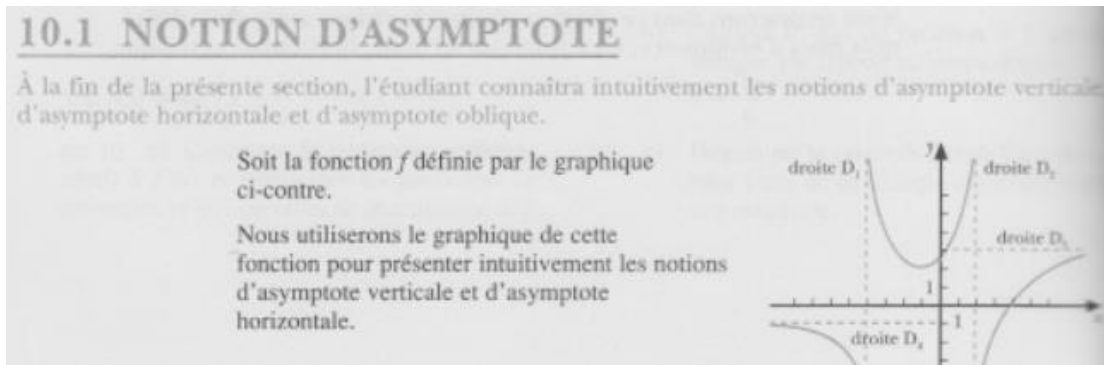 10.1 NOTION D'ASYMPTOTE
À la fin de la présente section, l'étudiant connaîtra intuitivement les notions d'asymptote verticale,
d'asymptote horizontale et d'asymptote oblique.
Soit la fonction f définie par le graphique
ci-contre.
Nous utiliserons le graphique de cette
fonction pour présenter intuitivement les notions
d'asymptote verticale et d'asymptote
horizontale.
y
droite D₁
droite D₂
droite D₃
1
1
droite D₄